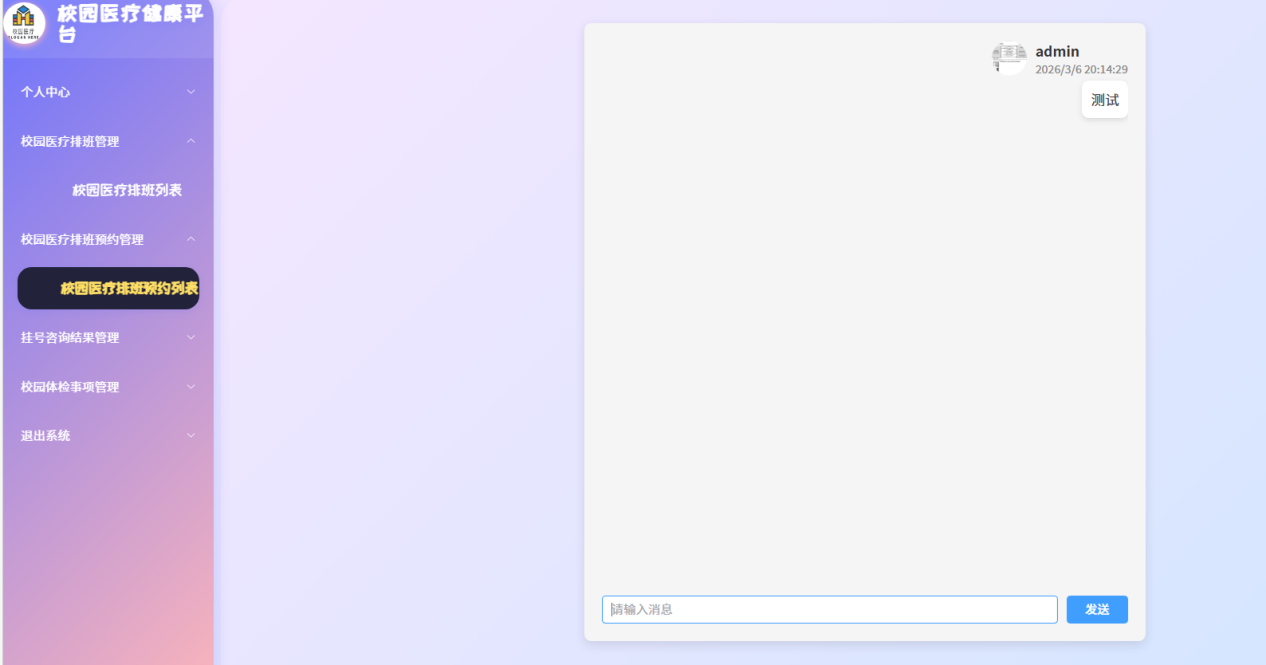 校园医疗健康平
台
校园医疗
个人中心
校园医疗排班管理
校园医疗排班列表
校园医疗排班预约管理
校园医疗排班预约列表
挂号咨询结果管理
校园体检事项管理
退出系统
admin
2026/3/6 20:14:29
测试
请输入消息
发送